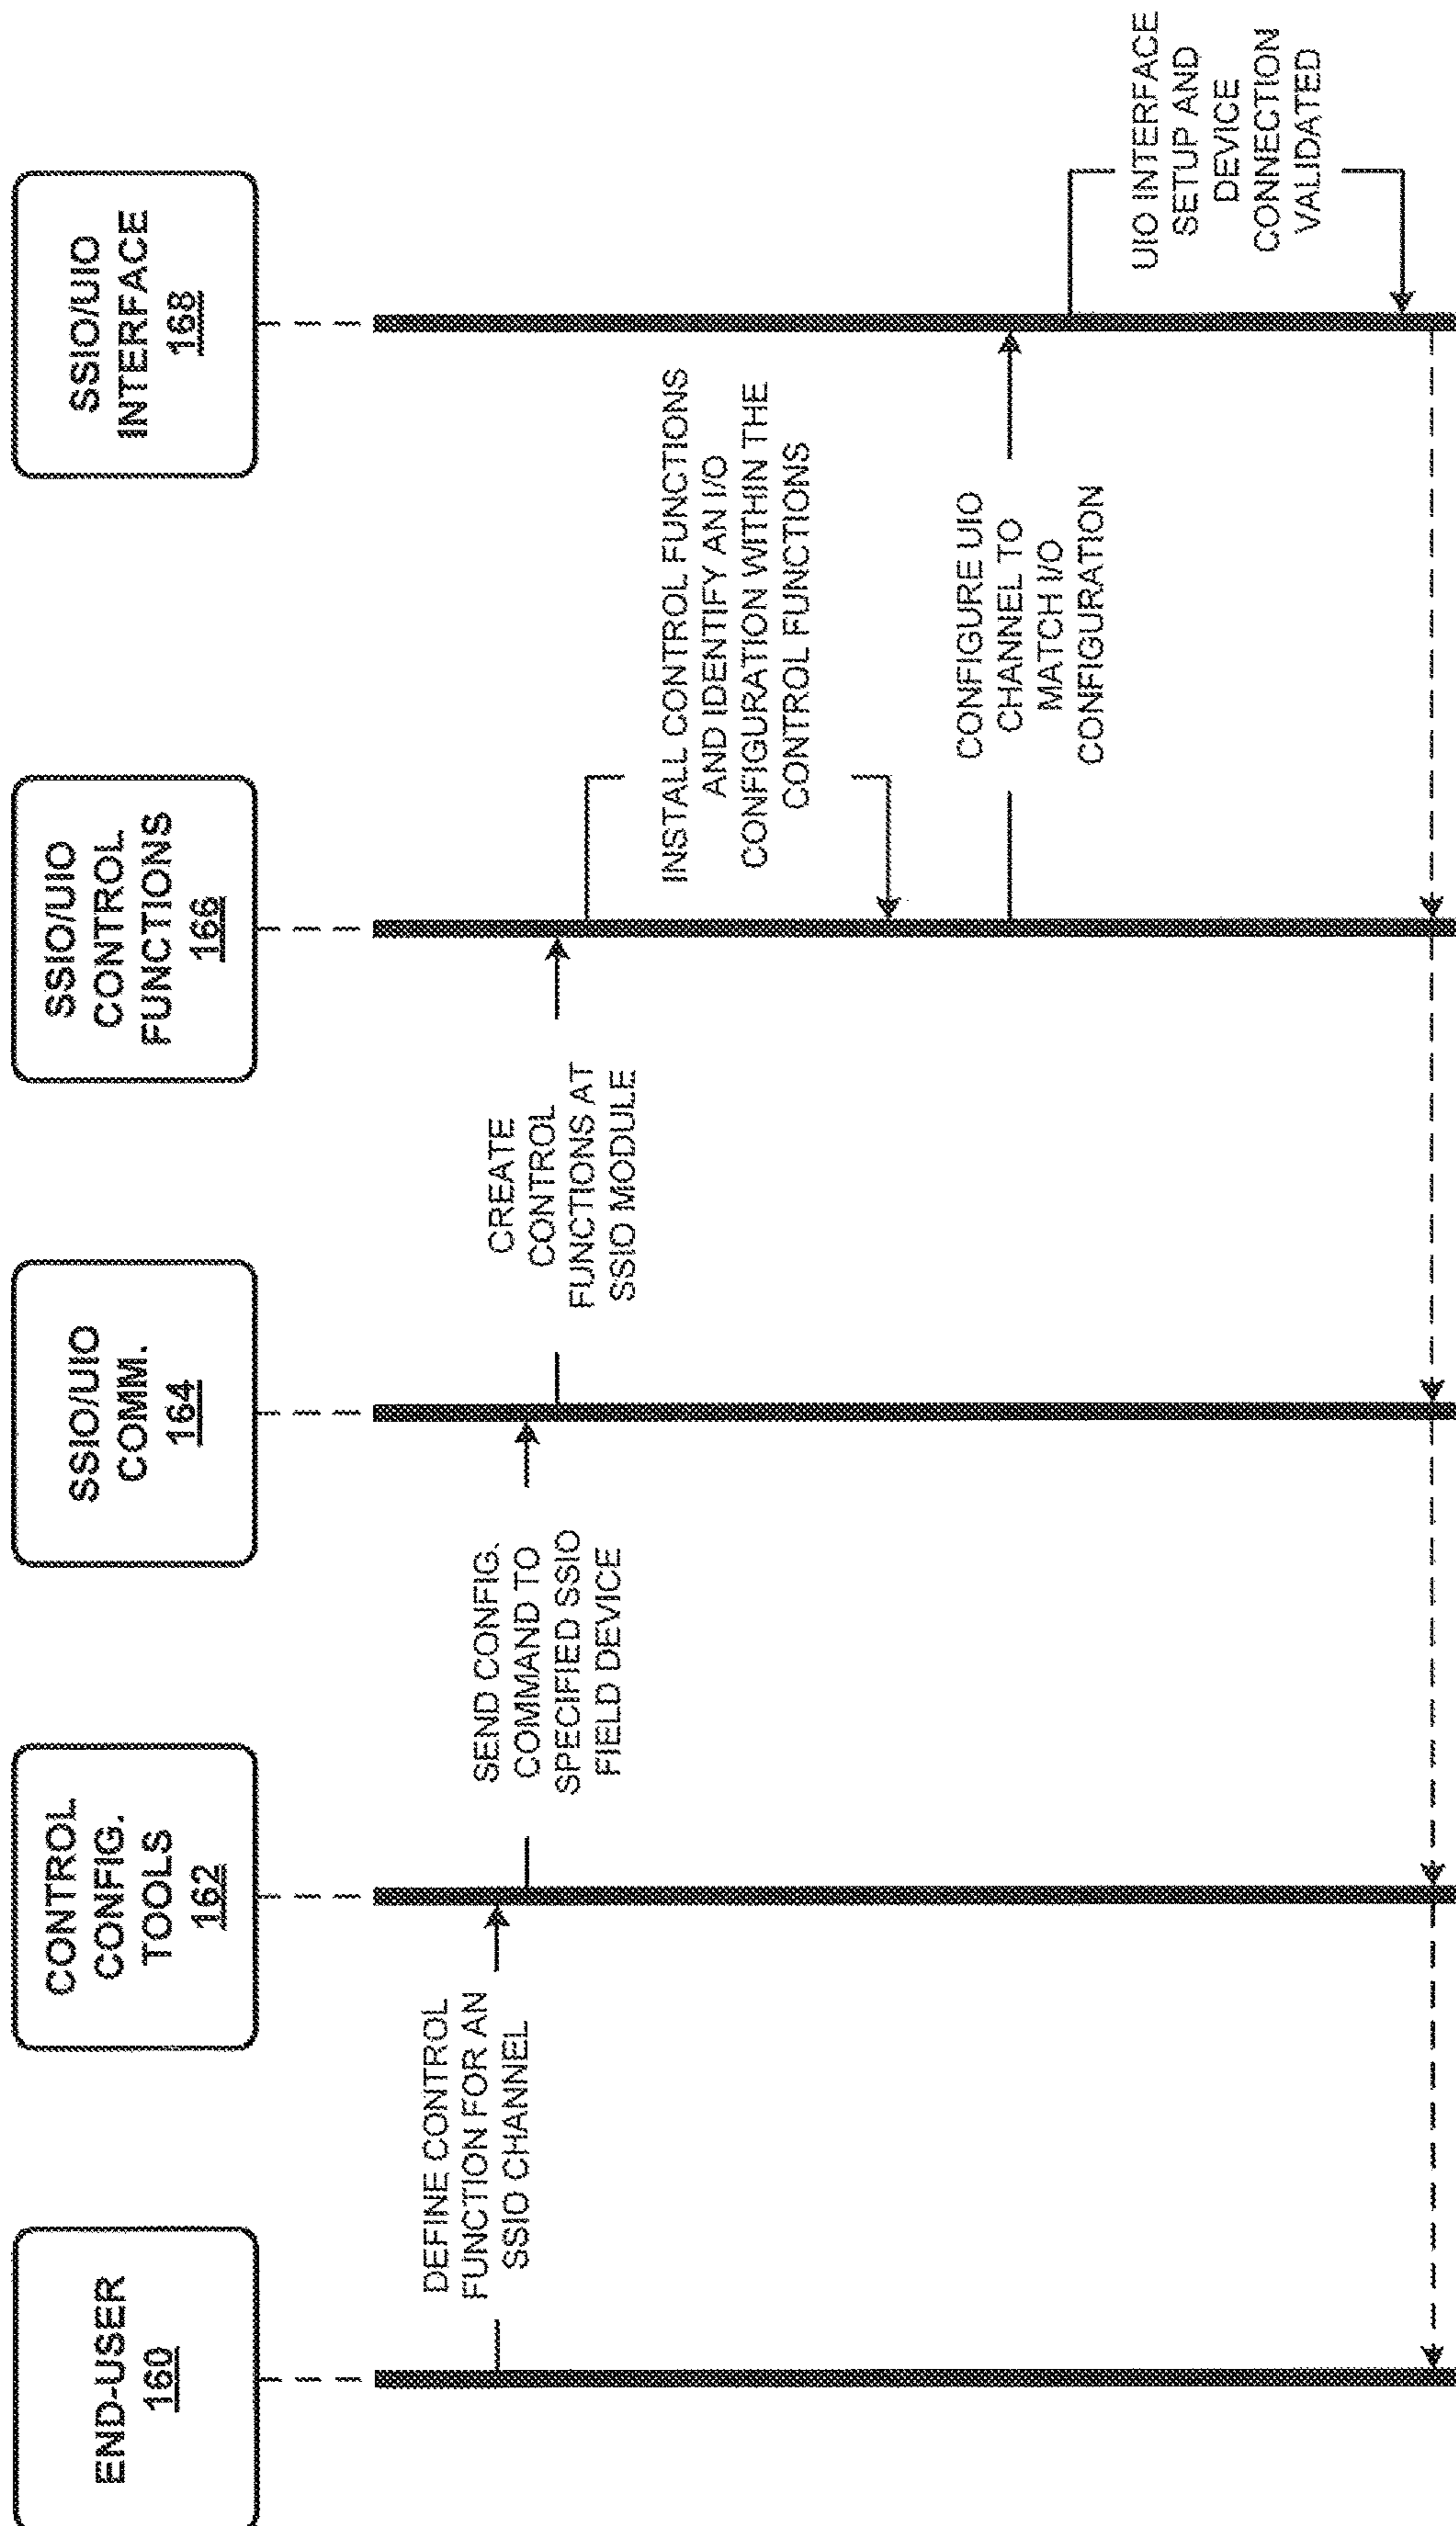 END-USER
160
CONTROL
CONFIG.
TOOLS
162
SSIO/UIO
COMM.
164
SSIO/UIO
CONTROL
FUNCTIONS
166
SSIO/UIO
INTERFACE
168
DEFINE CONTROL
FUNCTION FOR AN
SSIO CHANNEL
SEND CONFIG.
COMMAND TO
SPECIFIED SSIO
FIELD DEVICE
CREATE
CONTROL
FUNCTIONS AT
SSIO MODULE
INSTALL CONTROL FUNCTIONS
AND IDENTIFY AN I/O
CONFIGURATION WITHIN THE
CONTROL FUNCTIONS
CONFIGURE UIO
CHANNEL TO
MATCH I/O
CONFIGURATION
UIO INTERFACE
SETUP AND
DEVICE
CONNECTION
VALIDATED